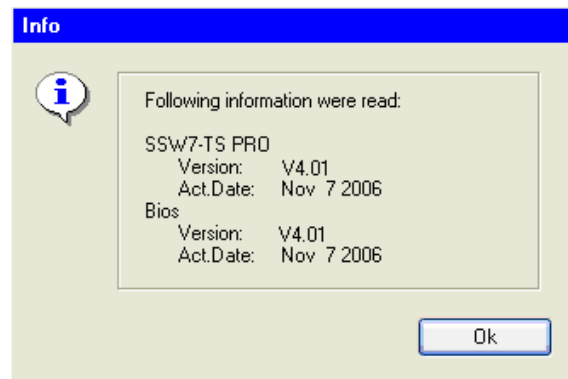 Info
Following information were read:
SSW7-TS PRO
Version: V4.01
Act.Date: Nov 7 2006
Bios
Version: V4.01
Act.Date: Nov 7 2006
Ok